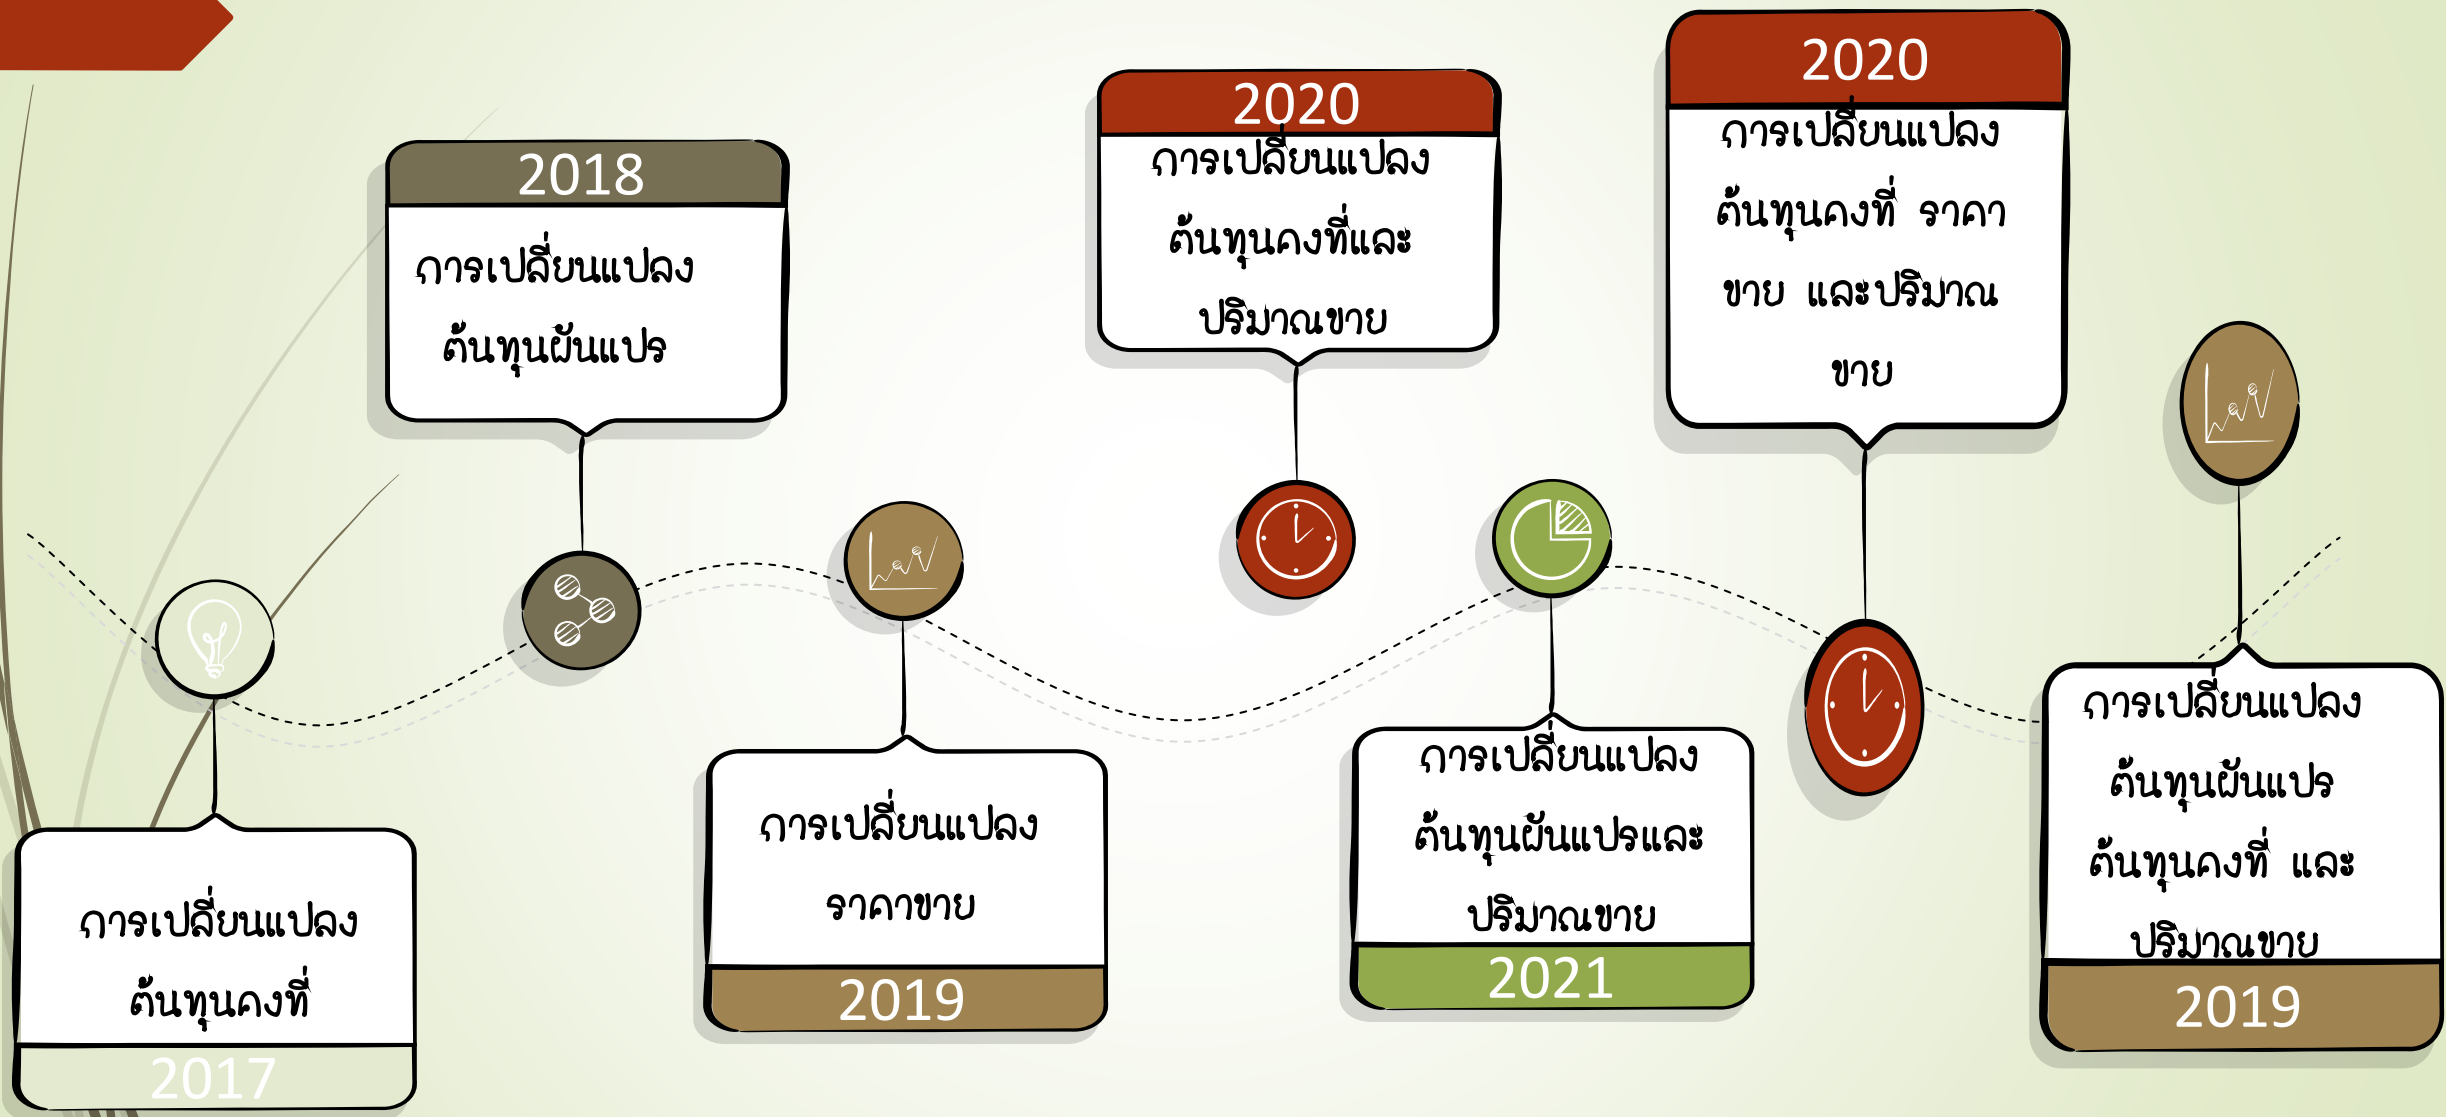 2017
การเปลี่ยนแปลง
ต้นทุนคงที่
2018
การเปลี่ยนแปลง
ต้นทุนผันแปร
การเปลี่ยนแปลง
ราคาขาย
2019
2020
การเปลี่ยนแปลง
ต้นทุนคงที่และ
ปริมาณขาย
การเปลี่ยนแปลง
ต้นทุนผันแปรและ
ปริมาณขาย
2021
2020
การเปลี่ยนแปลง
ต้นทุนคงที่ ราคา
ขาย และปริมาณ
ขาย
การเปลี่ยนแปลง
ต้นทุนผันแปร
ต้นทุนคงที่ และ
ปริมาณขาย
2019